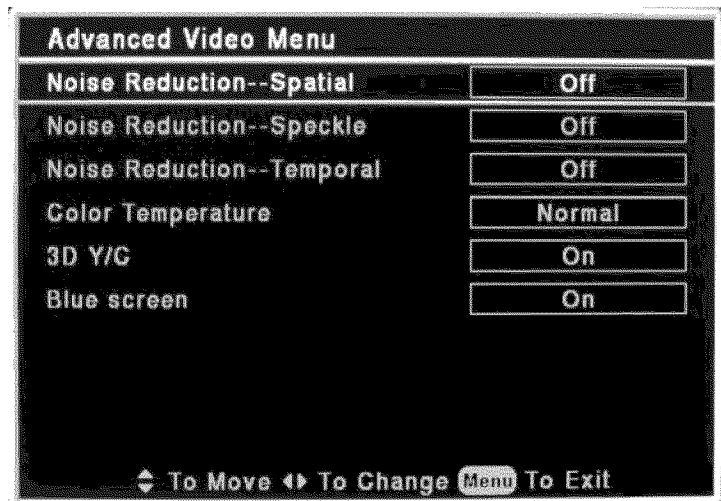 Advanced Video Menu
Noise Reduction--Spatial Off
Noise Reduction--Speckle Off
Noise Reduction--Temporal Off
Color Temperature Normal
3D Y/C On
Blue screen On
To Move To Change Menu To Exit